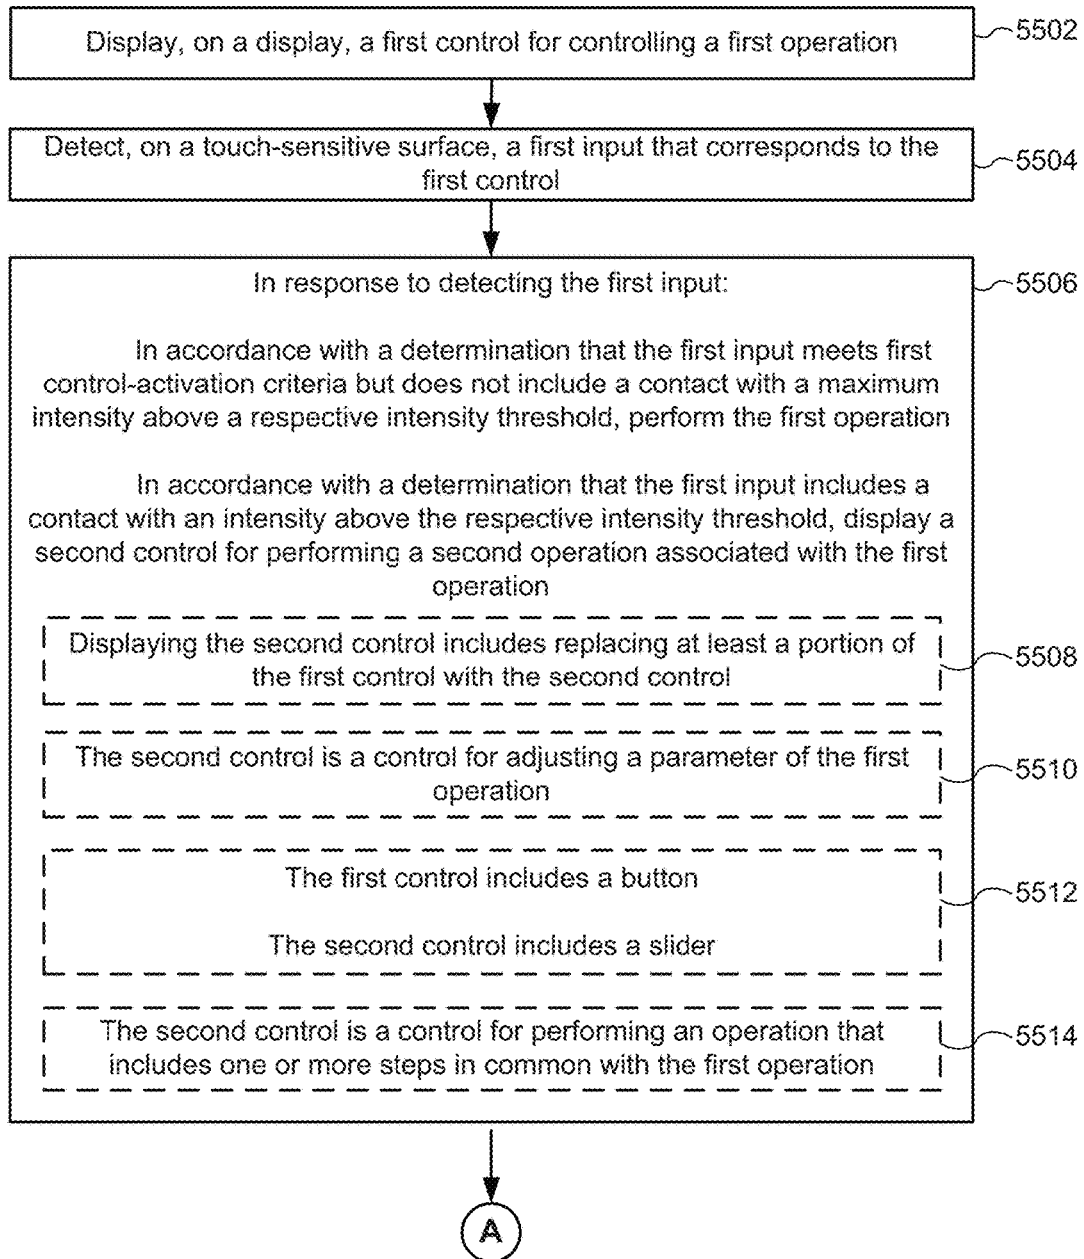 Display, on a display, a first control for controlling a first operation
5502
Detect, on a touch-sensitive surface, a first input that corresponds to the
first control
5504
In response to detecting the first input:
5506
In accordance with a determination that the first input meets first
control-activation criteria but does not include a contact with a maximum
intensity above a respective intensity threshold, perform the first operation
In accordance with a determination that the first input includes a
contact with an intensity above the respective intensity threshold, display a
second control for performing a second operation associated with the first
operation
Displaying the second control includes replacing at least a portion of
the first control with the second control
5508
The second control is a control for adjusting a parameter of the first
operation
5510
The first control includes a button
5512
The second control includes a slider
The second control is a control for performing an operation that
includes one or more steps in common with the first operation
5514
A